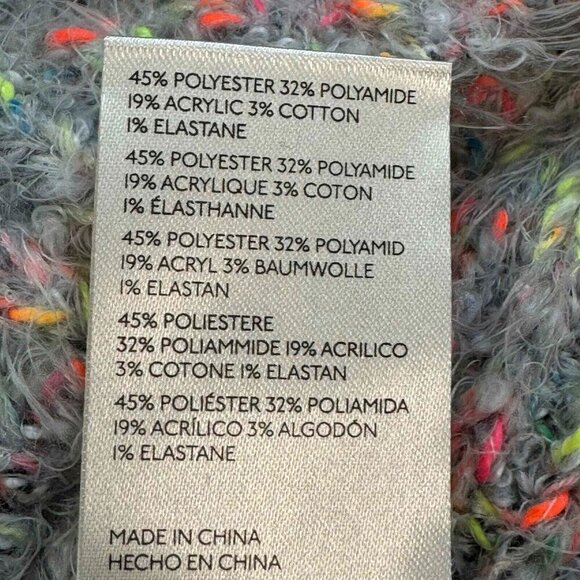 45% POLYESTER 32% POLYAMIDE
19% ACRYLIC 3% COTTON
1% ELASTANE
45% POLYESTER 32% POLYAMIDE
19% ACRYLIQUE 3% COTON
1% ÉLASTHANNE
45% POLYESTER 32% POLYAMID
19% ACRYL 3% BAUMWOLLE
1% ELASTAN
45% POLIESTERE
32% POLIAMMIDE 19% ACRILICO
3% COTONE 1% ELASTAN
45% POLIÉSTER 32% POLIAMIDA
19% ACRÍLICO 3% ALGODÓN
1% ELASTANE
MADE IN CHINA
HECHO EN CHINA